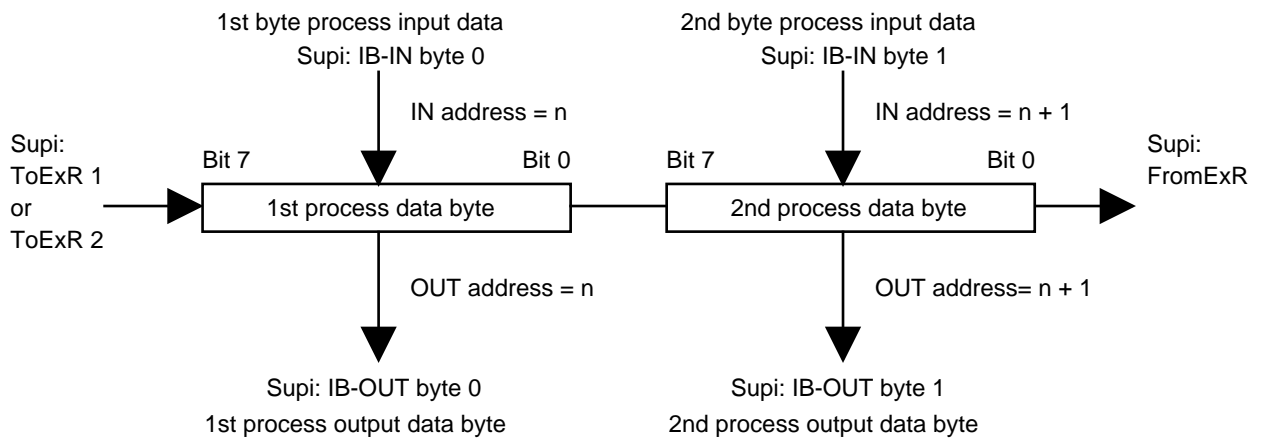 1st byte process input data
Supi: IB-IN byte 0
2nd byte process input data
Supi: IB-IN byte 1
IN address = n
IN address = n + 1
Supi:
ToExR 1
or
ToExR 2
Bit 7
Bit 0
Bit 7
Bit 0
Supi:
FromExR
1st process data byte
2nd process data byte
OUT address = n
OUT address= n + 1
Supi: IB-OUT byte 0
1st process output data byte
Supi: IB-OUT byte 1
2nd process output data byte